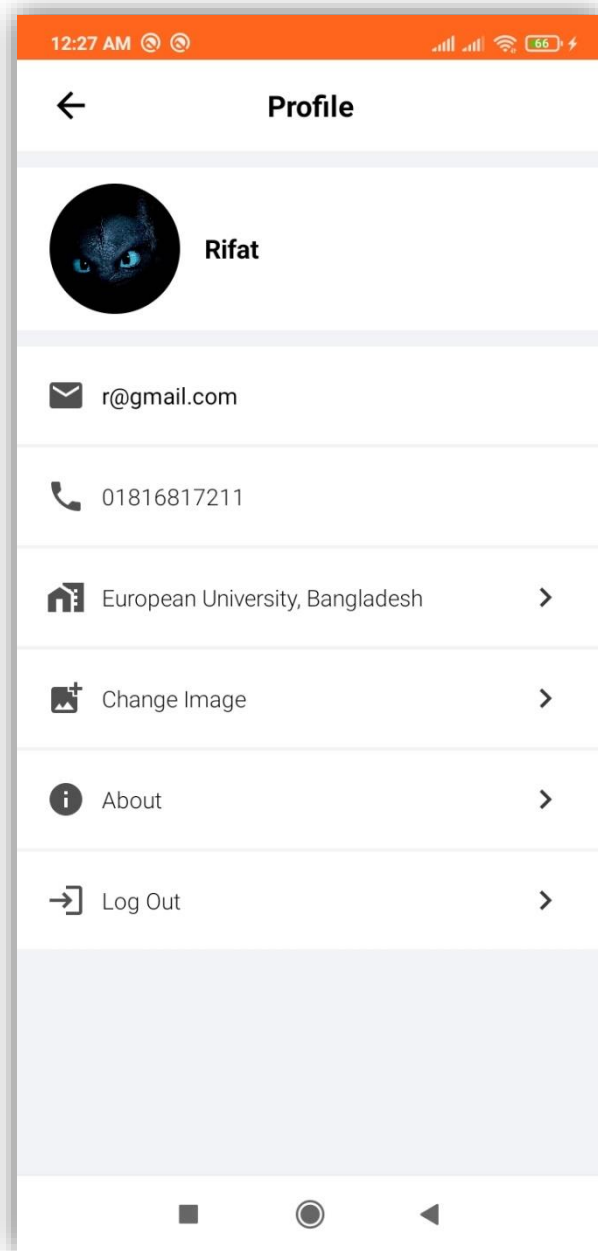 12:27 AM 66
Profile
Rifat
r@gmail.com
01816817211
European University, Bangladesh
Change Image
About
Log Out